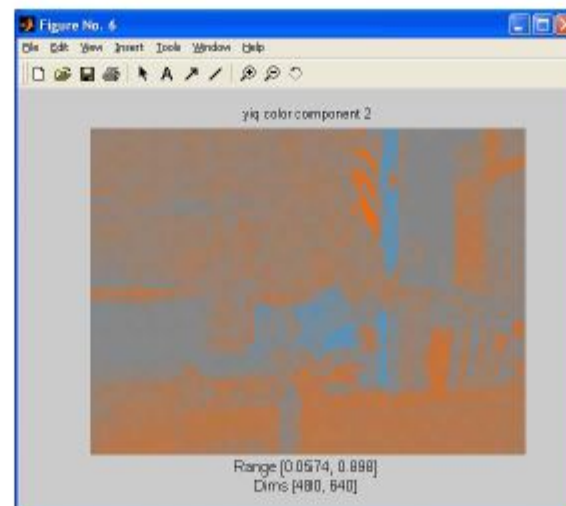 Figure No. 6
File Edit View Insert Tools Window Help
A
yiq color component 2
Range [0.0574, 0.898]
Dims [480, 640]